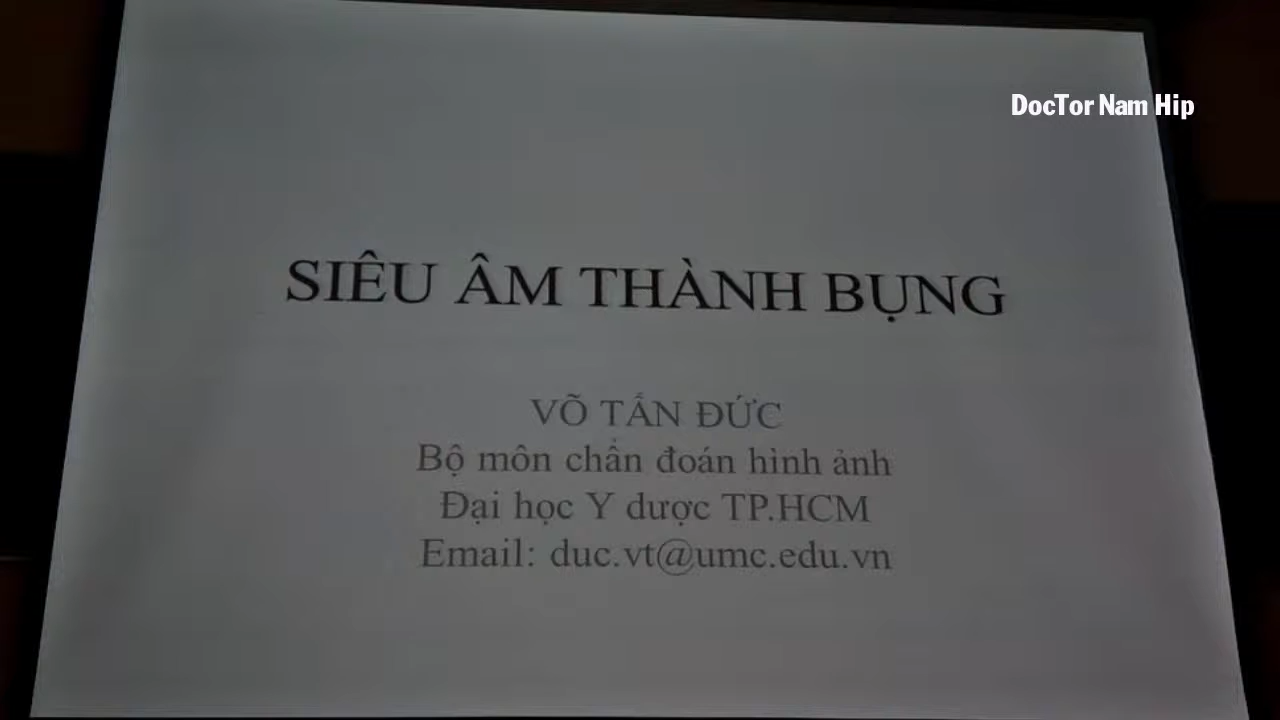 DocTor Nam Hip
SIÊU ÂM THÀNH BỤNG
VÕ TẤN ĐỨC
Bộ môn chẩn đoán hình ảnh
Đại học Y dược TP.HCM
Email: duc.vt@umc.edu.vn